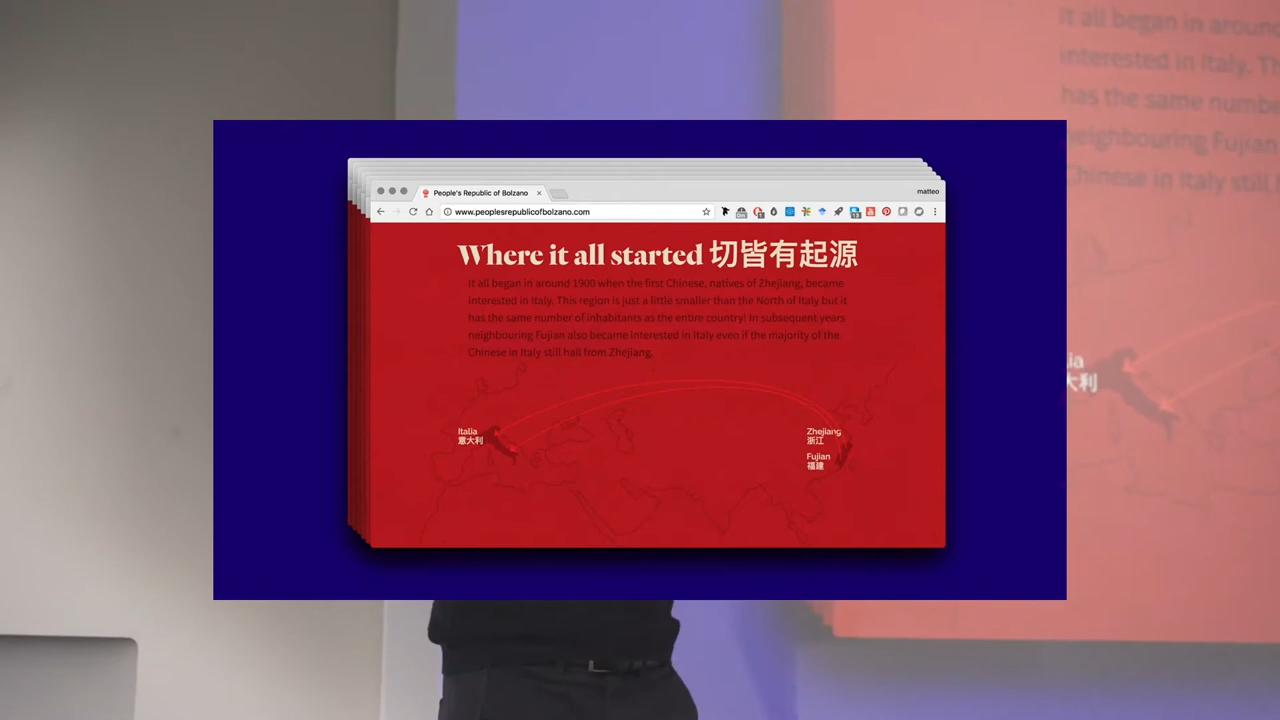 It all began in around
interested in Italy. Th
has the same numbe
neighbouring Fujian
Chinese in Italy still h
People's Republic of Bolzano
matteo
www.peoplesrepublicofbolzano.com
Where it all started 切皆有起源
It all began in around 1900 when the first Chinese, natives of Zhejiang, became
interested in Italy. This region is just a little smaller than the North of Italy but it
has the same number of inhabitants as the entire country! In subsequent years
neighbouring Fujian also became interested in Italy even if the majority of the
Chinese in Italy still hail from Zhejiang.
Italia
意大利
Zhejiang
浙江
Fujian
福建
lia
大利